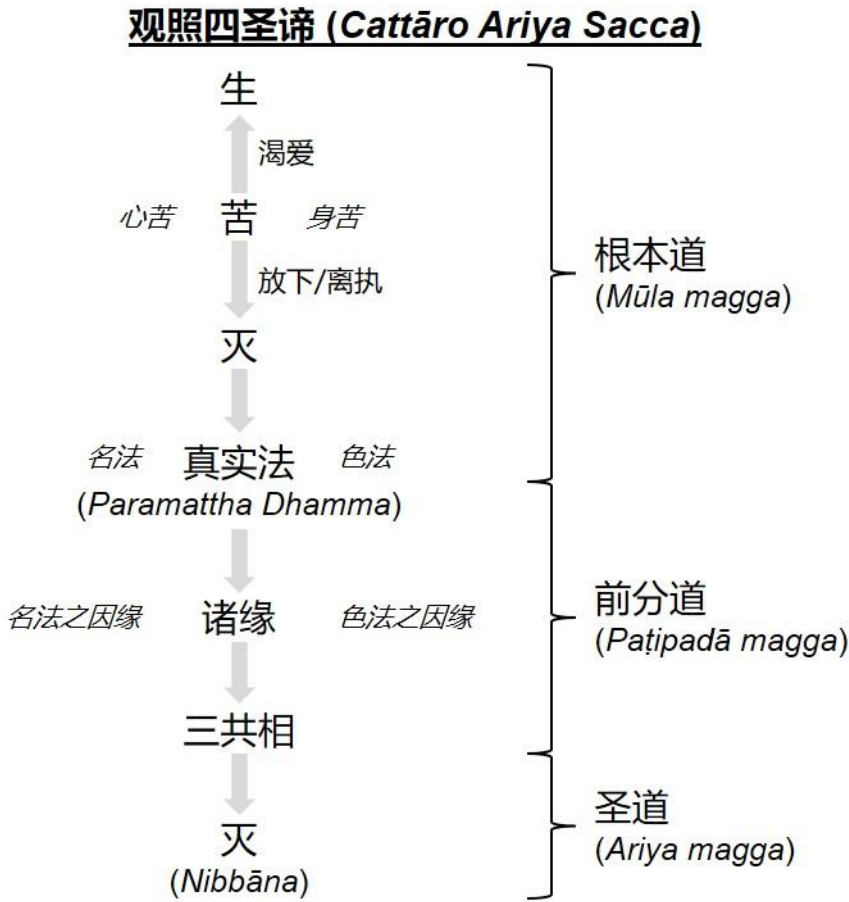 观照四圣谛 (Cattāro Ariya Sacca)
生
渴爱
心苦 苦 身苦
放下/离执
灭
名法 真实法 色法
(Paramattha Dhamma)
名法之因缘 诸缘 色法之因缘
三共相
灭
(Nibbāna)
根本道
(Mūla magga)
前分道
(Paṭipadā magga)
圣道
(Ariya magga)